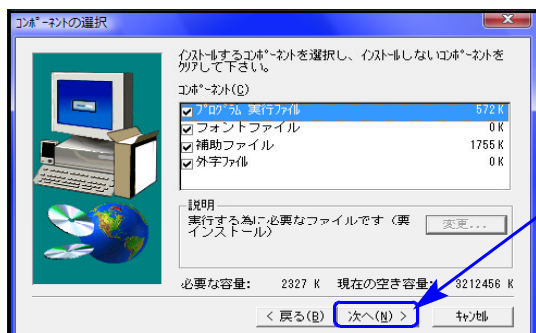 コンポーネントの選択
インストールするコンポーネントを選択し、インストールしないコンポーネントを
クリアして下さい。
コンポーネント(C)
プログラム 実行ファイル 572 K
フォントファイル 0 K
補助ファイル 1755 K
外字ファイル 0 K
説明
実行する為に必要なファイルです(要
インストール)
変更...
必要な容量: 2327 K 現在の空き容量: 3212456 K
< 戻る(B) 次へ(N) > キャンセル